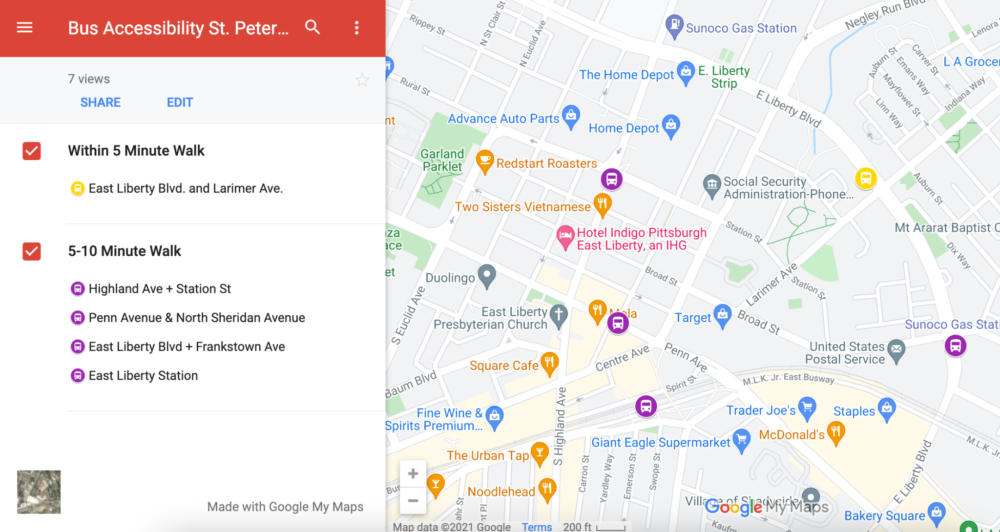 Bus Accessibility St. Peter...
7 views
SHARE
EDIT
Within 5 Minute Walk
East Liberty Blvd. and Larimer Ave.
5-10 Minute Walk
Highland Ave + Station St
Penn Avenue & North Sheridan Avenue
East Liberty Blvd + Frankstown Ave
East Liberty Station
Made with Google My Maps
Rippey St
N St Clair St
N Euclid Ave
Sunoco Gas Station
Negley Run Blvd
Lenora
The Home Depot
E. Liberty
Strip
Auburn St
Carver St
Emans Way
L A Grocer
Rural St
Mayflower St
Indiana Way
Linn Way
E Liberty Blvd
nt
Advance Auto Parts
Home Depot
Garland
Parklet
Redstart Roasters
Social Security
Administration-Phone...
Auburn St
Two Sisters Vietnamese
Station St
Mt Ararat Baptist C
Hotel Indigo Pittsburgh
East Liberty, an IHG
za
ace
Dix Way
et
Duolingo
Broad St
Larimer Ave
Station St
S Euclid Ave
East Liberty
Presbyterian Church
Target
Broad St
Sunoco Gas Stati
United States
Postal Service
Square Cafe
Centre Ave
Penn Ave
Baum Blvd
Spirit St
M.L.K. Jr. East Busway
S Highland Ave
Fine Wine &
Spirits Premium...
Trader Joe's
Staples
McDonald's
Giant Eagle Supermarket
M.L.K. Jr.
The Urban Tap
Carron St
Yardley Way
Emerson St
Swope St
E Liberty Blvd
Bus
Noodlehead
ahr St
nt Pl
Village of Shadyside
Google My Maps
Bakery Square
Kaufm
Map data ©2021 Google
Terms
200 ft